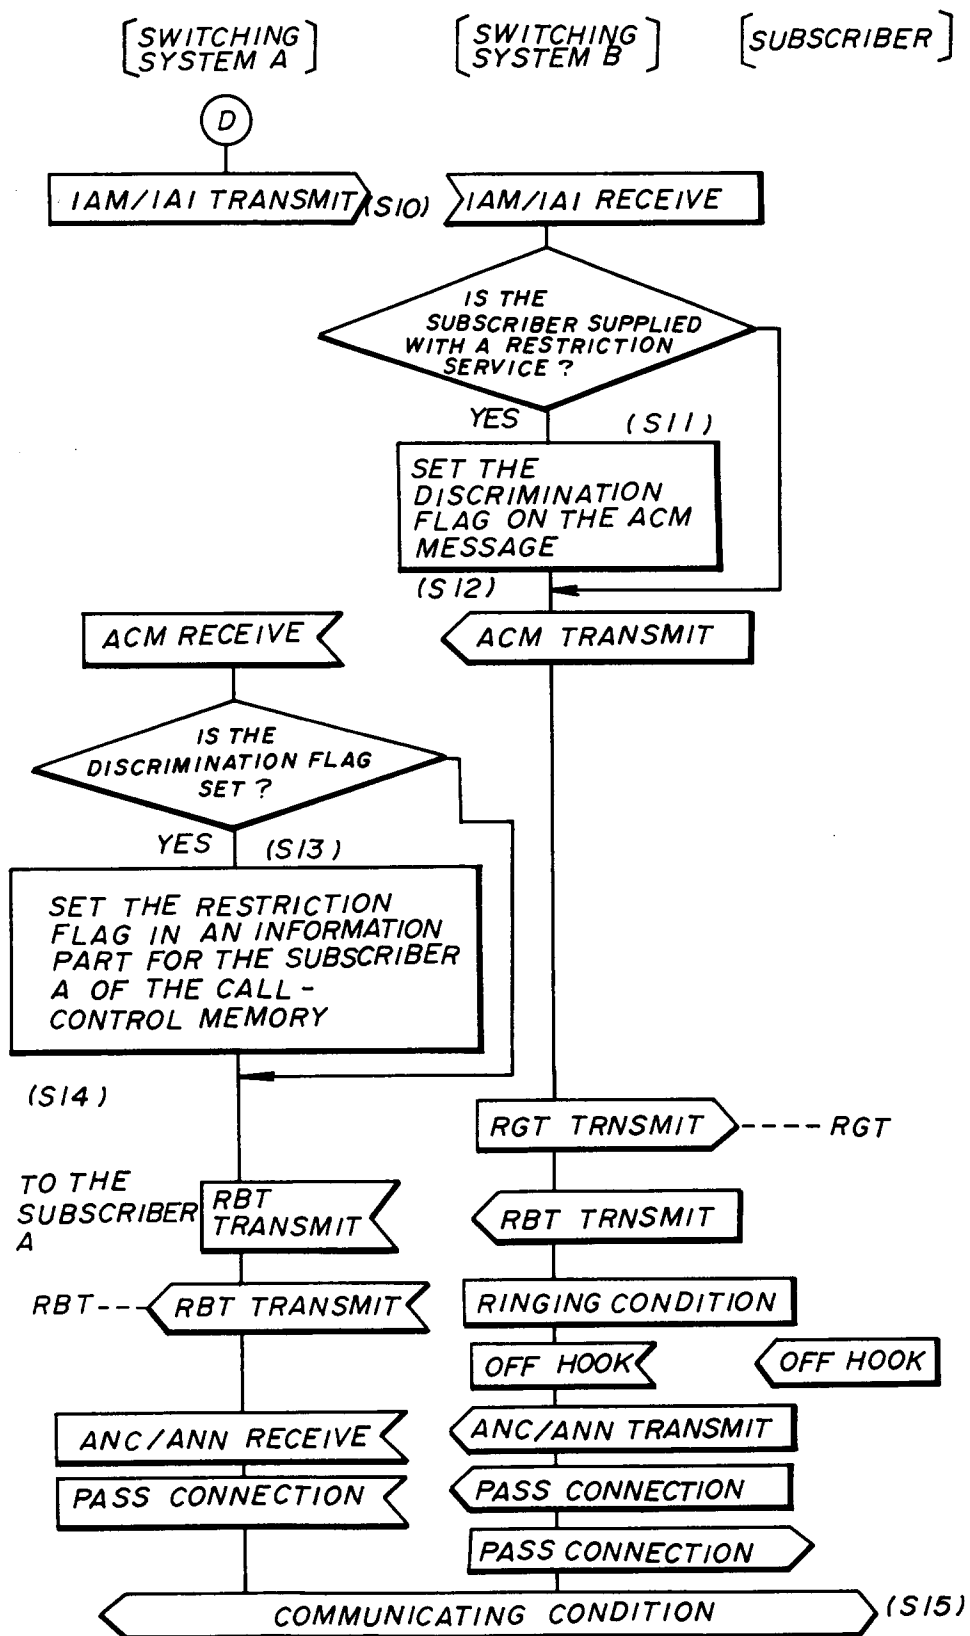 [SWITCHING
SYSTEM A]
[SWITCHING
SYSTEM B]
[SUBSCRIBER]
D
IAM/IAI TRANSMIT
(S10)
IAM/IAI RECEIVE
IS THE
SUBSCRIBER SUPPLIED
WITH A RESTRICTION
SERVICE ?
YES
(S11)
SET THE
DISCRIMINATION
FLAG ON THE ACM
MESSAGE
(S12)
ACM RECEIVE
ACM TRANSMIT
IS THE
DISCRIMINATION FLAG
SET ?
YES
(S13)
SET THE RESTRICTION
FLAG IN AN INFORMATION
PART FOR THE SUBSCRIBER
A OF THE CALL-
CONTROL MEMORY
(S14)
RGT TRNSMIT
---- RGT
TO THE
SUBSCRIBER
A
RBT
TRANSMIT
RBT TRNSMIT
RBT ---
RBT TRANSMIT
RINGING CONDITION
OFF HOOK
OFF HOOK
ANC/ANN RECEIVE
ANC/ANN TRANSMIT
PASS CONNECTION
PASS CONNECTION
PASS CONNECTION
COMMUNICATING CONDITION
(S15)